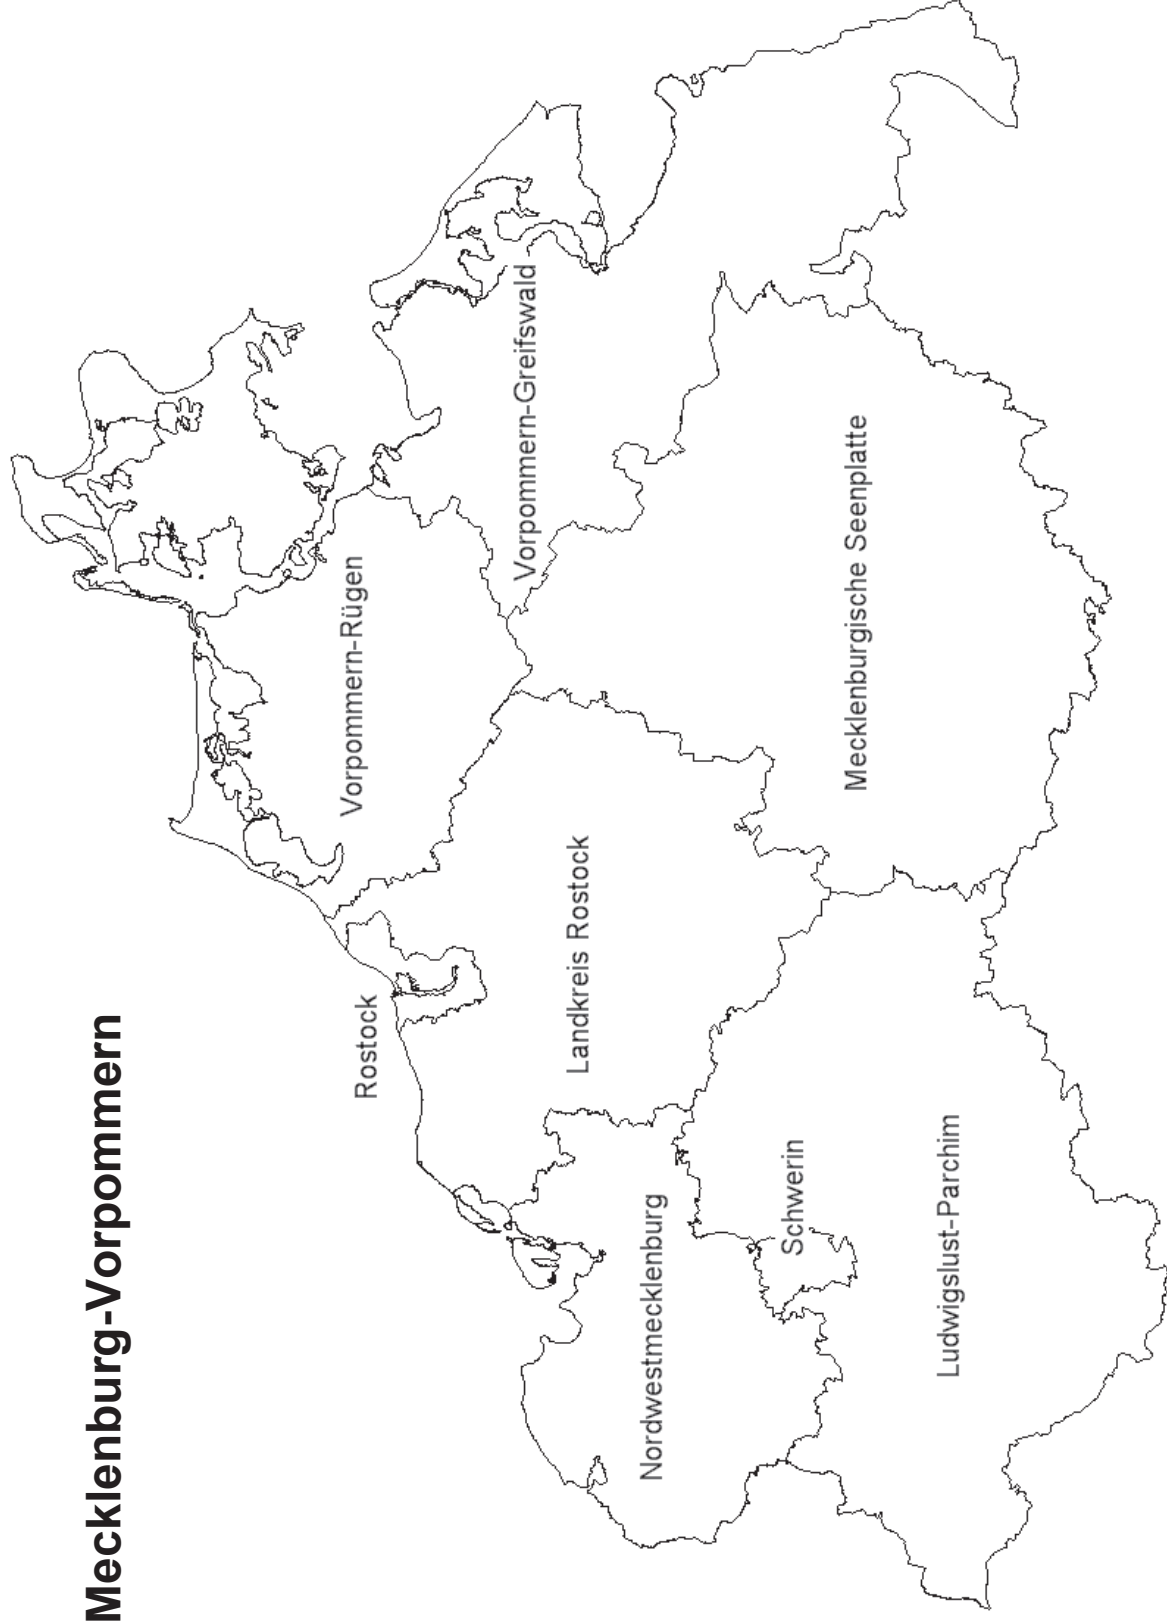 Mecklenburg-Vorpommern
Vorpommern-Rügen
Rostock
Vorpommern-Greifswald
Landkreis Rostock
Nordwestmecklenburg
Schwerin
Mecklenburgische Seenplatte
Ludwigslust-Parchim